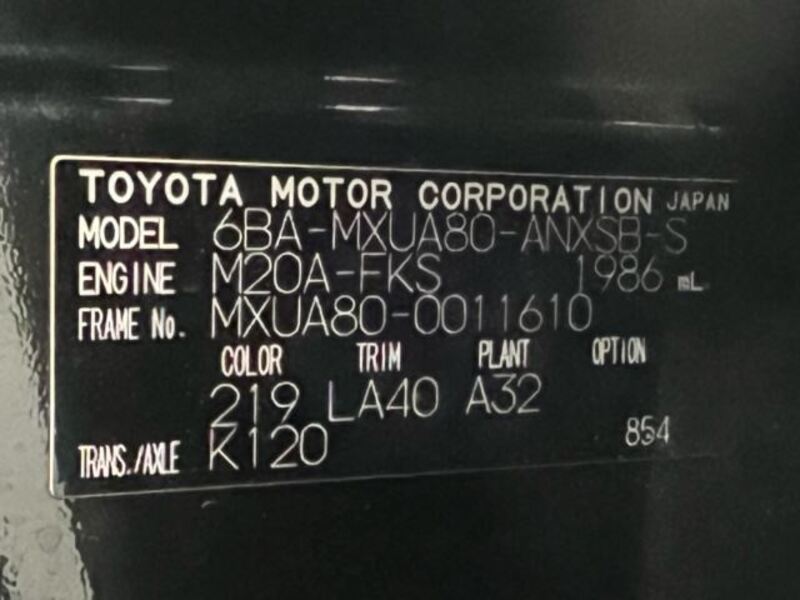 TOYOTA MOTOR CORPORATION JAPAN
MODEL 6BA-MXUA80-ANXSB-S
ENGINE M20A-FKS 1986 mL
FRAME No. MXUA80-0011610
COLOR TRIM PLANT OPTION
219 LA40 A32
TRANS./AXLE K120 854